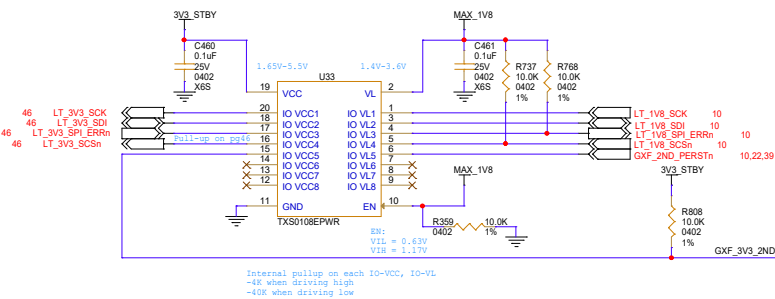 3V3_STBY
MAX_1V8
C460
0.1uF
25V
0402
X6S
C461
0.1uF
25V
0402
X6S
R737
10.0K
0402
1%
R768
10.0K
0402
1%
1.65V-5.5V
1.4V-3.6V
U33
19 VCC VL 2
46 LT_3V3_SCK 20 IO VCC1 IO VL1 1 LT_1V8_SCK 10
46 LT_3V3_SDI 18 IO VCC2 IO VL2 3 LT_1V8_SDI 10
46 LT_3V3_SPI_ERRn 17 IO VCC3 IO VL3 4 LT_1V8_SPI_ERRn 10
46 LT_3V3_SCSn Pull-up on pg46 16 IO VCC4 IO VL4 5 LT_1V8_SCSn 10
15 IO VCC5 IO VL5 6 GXF_2ND_PERSTn 10,22,39
14 IO VCC6 IO VL6 7
13 IO VCC7 IO VL7 8
12 IO VCC8 IO VL8 9
MAX_1V8
3V3_STBY
11 GND EN 10
TXS0108EPWR
R359 10.0K
0402 1%
R808
10.0K
0402
1%
EN:
VIL = 0.63V
VIH = 1.17V
GXF_3V3_2ND
Internal pullup on each IO-VCC, IO-VL
-4K when driving high
-40K when driving low